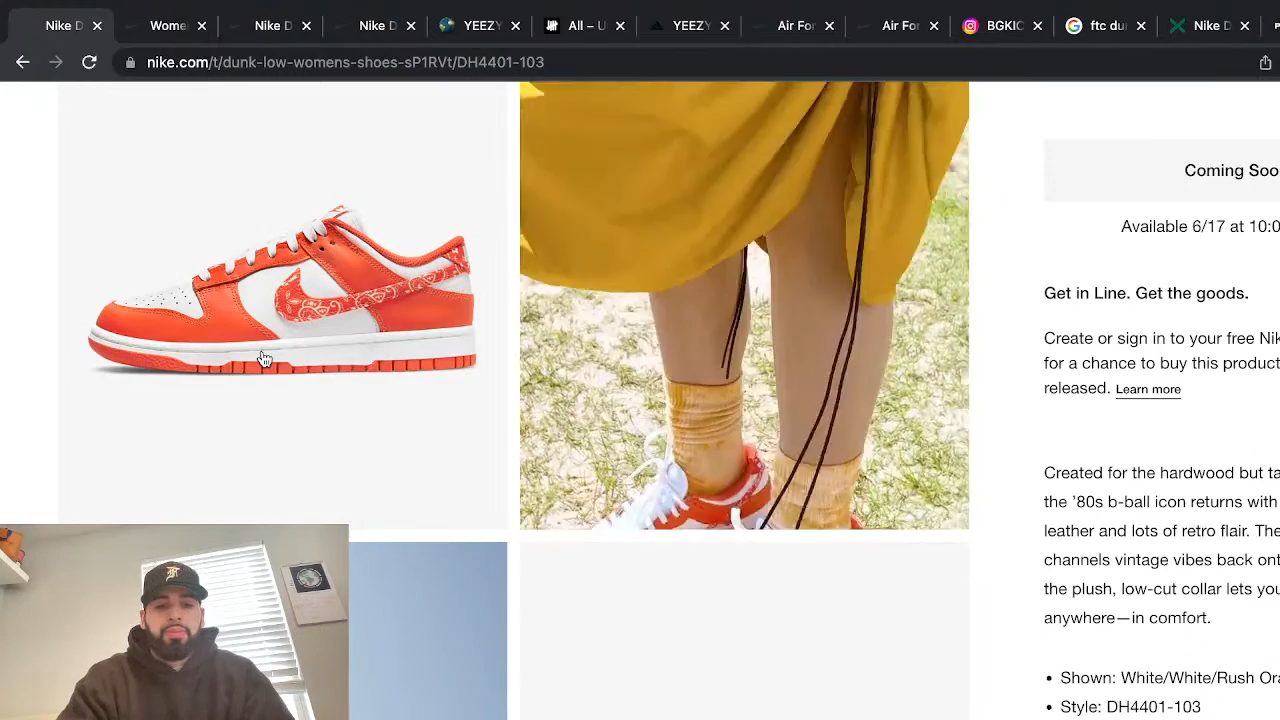 Nike D
Wome
Nike D
Nike D
YEEZY
All – U
YEEZY
Air For
Air For
BGKIC
ftc du
Nike D
nike.com/t/dunk-low-womens-shoes-sP1RVt/DH4401-103
Coming Soo
Available 6/17 at 10:0
Get in Line. Get the goods.
Create or sign in to your free Nik
for a chance to buy this product
released. Learn more
Created for the hardwood but ta
the '80s b-ball icon returns with
leather and lots of retro flair. The
channels vintage vibes back ont
the plush, low-cut collar lets you
anywhere—in comfort.
• Shown: White/White/Rush Ora
• Style: DH4401-103